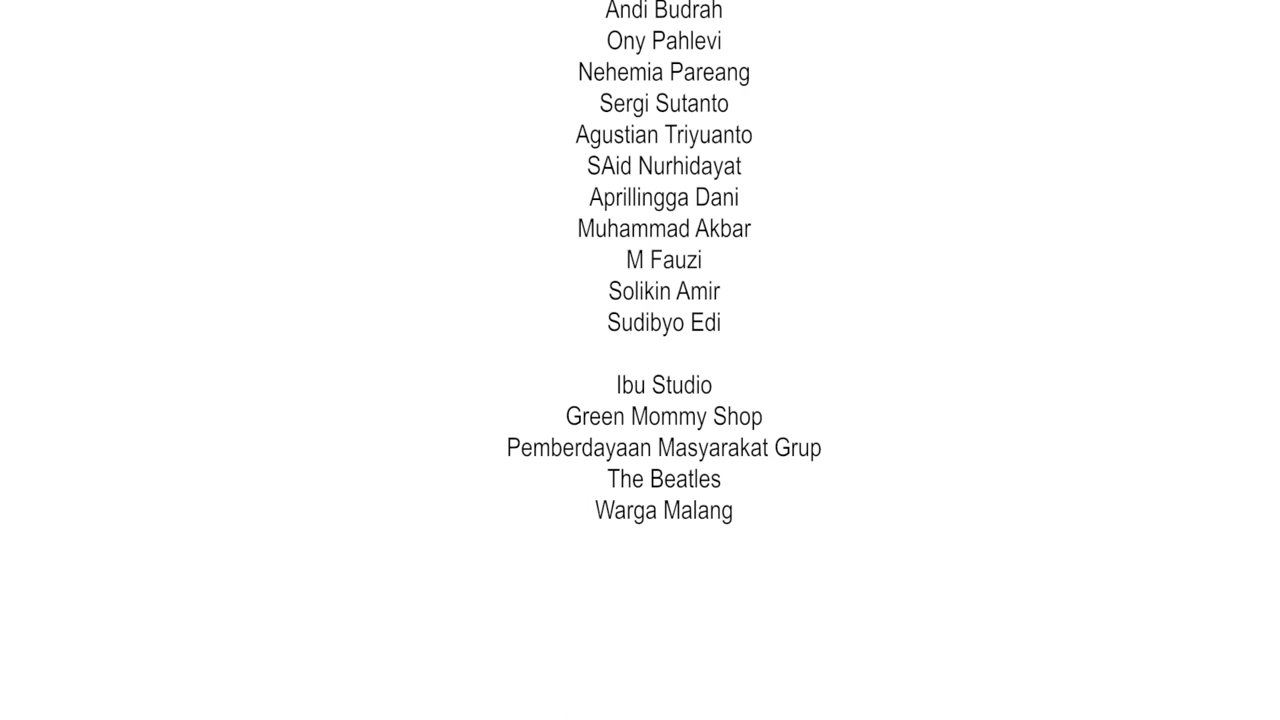 Andi Budrah
Ony Pahlevi
Nehemia Pareang
Sergi Sutanto
Agustian Triyuanto
SAid Nurhidayat
Aprillingga Dani
Muhammad Akbar
M Fauzi
Solikin Amir
Sudibyo Edi
Ibu Studio
Green Mommy Shop
Pemberdayaan Masyarakat Grup
The Beatles
Warga Malang